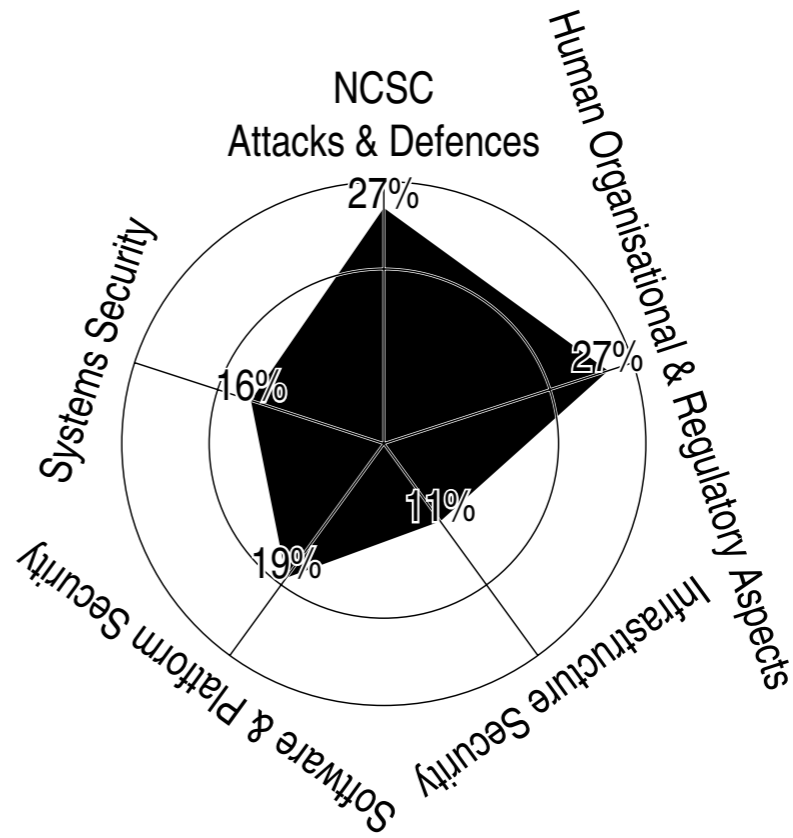 NCSC
Attacks & Defences
27%
Human Organisational & Regulatory Aspects
27%
Infrastructure Security
11%
Software & Platform Security
19%
Systems Security
16%